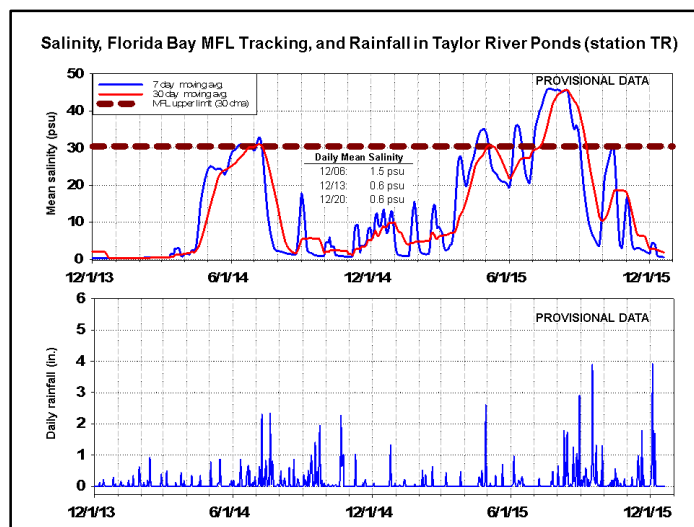 Salinity, Florida Bay MFL Tracking, and Rainfall in Taylor River Ponds (station TR)
50
40
30
20
10
0
Mean salinity (psu)
7 day moving avg.
30 day moving avg.
MFL upper limit (30 dma)
PROVISIONAL DATA
Daily Mean Salinity
12/06: 1.5 psu
12/13: 0.6 psu
12/20: 0.6 psu
12/1/13 6/1/14 12/1/14 6/1/15 12/1/15
6
5
4
3
2
1
0
Daily rainfall (in.)
PROVISIONAL DATA
12/1/13 6/1/14 12/1/14 6/1/15 12/1/15